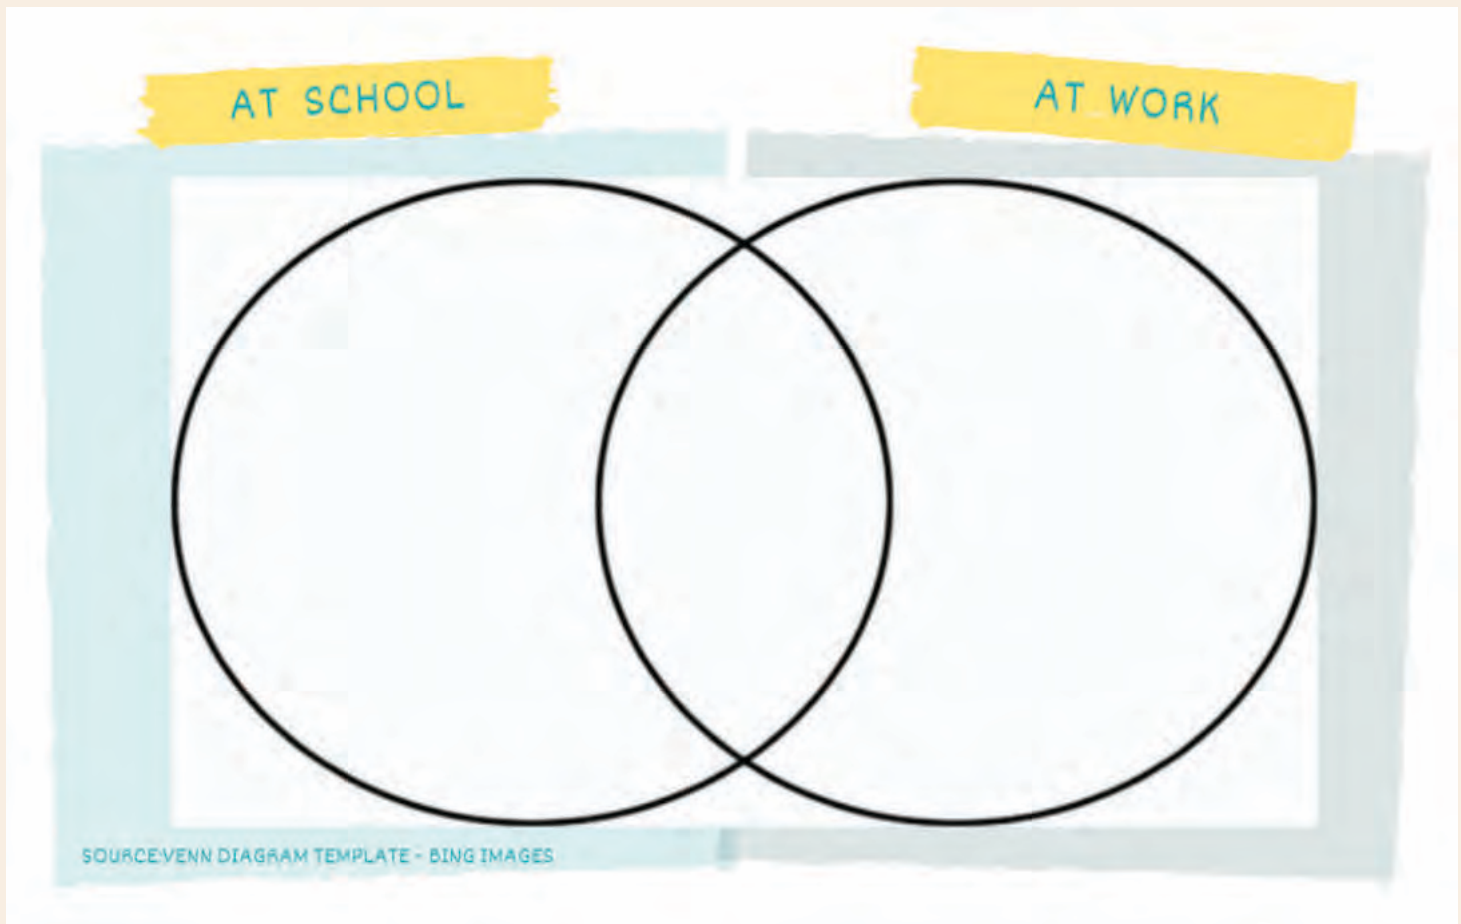 AT SCHOOL
AT WORK
SOURCE:VENN DIAGRAM TEMPLATE - BING IMAGES